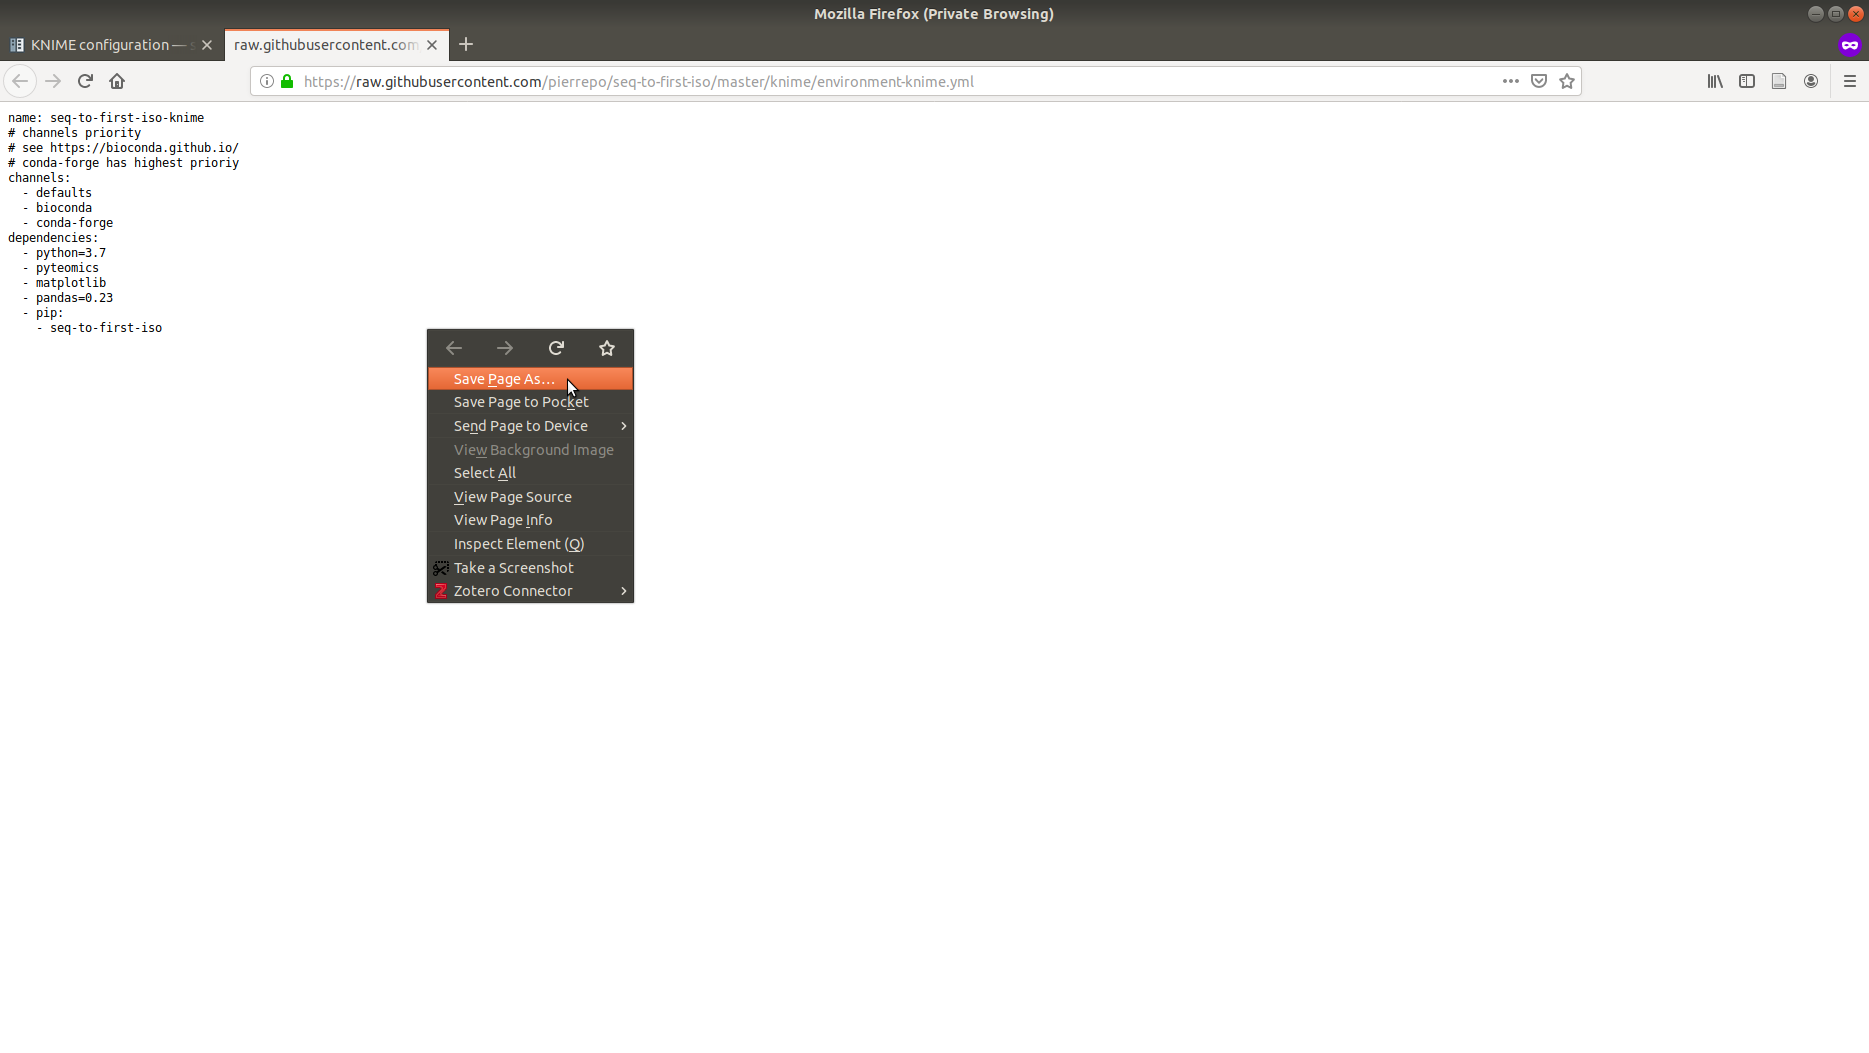 Mozilla Firefox (Private Browsing)
KNIME configuration —
raw.githubusercontent.com
https://raw.githubusercontent.com/pierrepo/seq-to-first-iso/master/knime/environment-knime.yml
name: seq-to-first-iso-knime
# channels priority
# see https://bioconda.github.io/
# conda-forge has highest prioriy
channels:
  - defaults
  - bioconda
  - conda-forge
dependencies:
  - python=3.7
  - pyteomics
  - matplotlib
  - pandas=0.23
  - pip:
    - seq-to-first-iso
Save Page As...
Save Page to Pocket
Send Page to Device
View Background Image
Select All
View Page Source
View Page Info
Inspect Element (Q)
Take a Screenshot
Zotero Connector